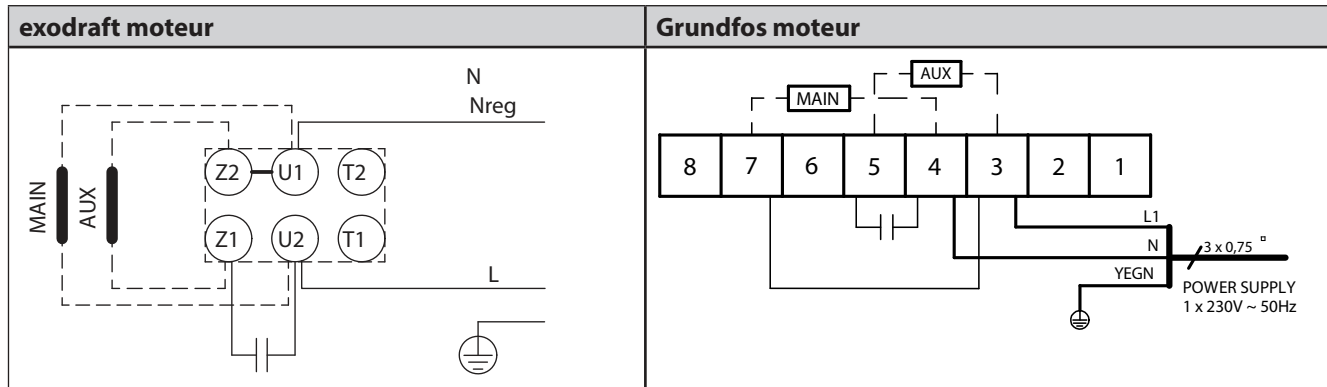 exodraft moteur
Grundfos moteur
N
Nreg
Z2 U1 T2
MAIN
AUX
Z1 U2 T1
L
AUX
MAIN
8 7 6 5 4 3 2 1
L1
N
3 x 0,75 ¤
YEGN
POWER SUPPLY
1 x 230V ~ 50Hz